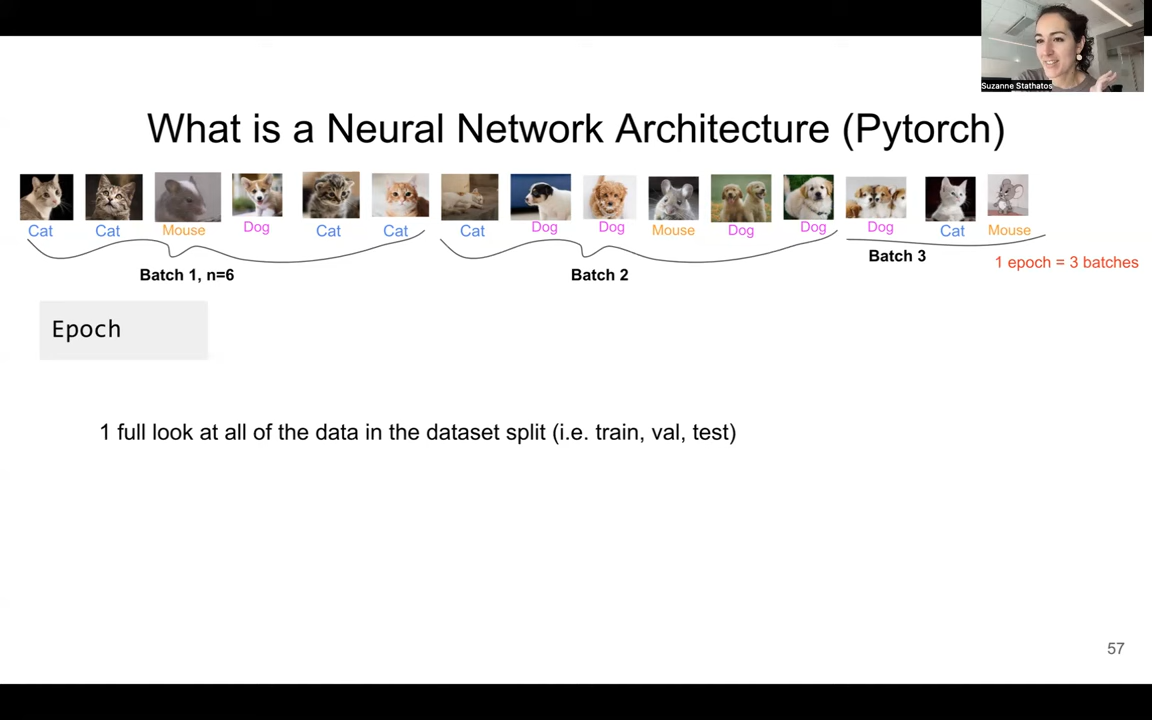 Suzanne Stathatos
What is a Neural Network Architecture (Pytorch)
Cat Cat Mouse Dog Cat Cat Cat Dog Dog Mouse Dog Dog Dog Cat Mouse
Batch 1, n=6 Batch 2 Batch 3 1 epoch = 3 batches
Epoch
1 full look at all of the data in the dataset split (i.e. train, val, test)
57